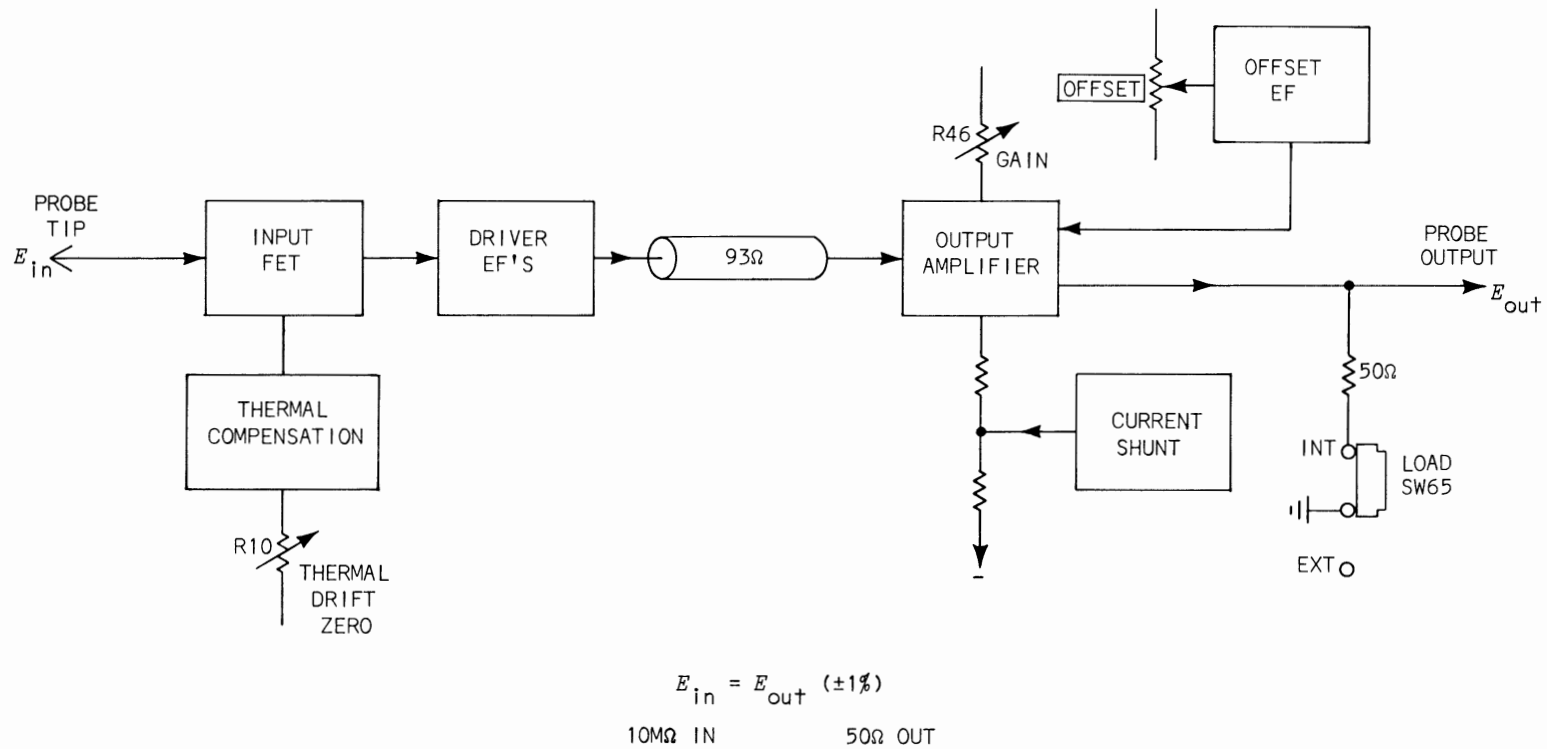 OFFSET
OFFSET
EF
R46
GAIN
PROBE
TIP
E in
INPUT
FET
DRIVER
EF'S
93Ω
OUTPUT
AMPLIFIER
PROBE
OUTPUT
E out
THERMAL
COMPENSATION
CURRENT
SHUNT
50Ω
INT
LOAD
SW65
EXT
R10
THERMAL
DRIFT
ZERO
-
E in = E out (±1%)
10MΩ IN 50Ω OUT